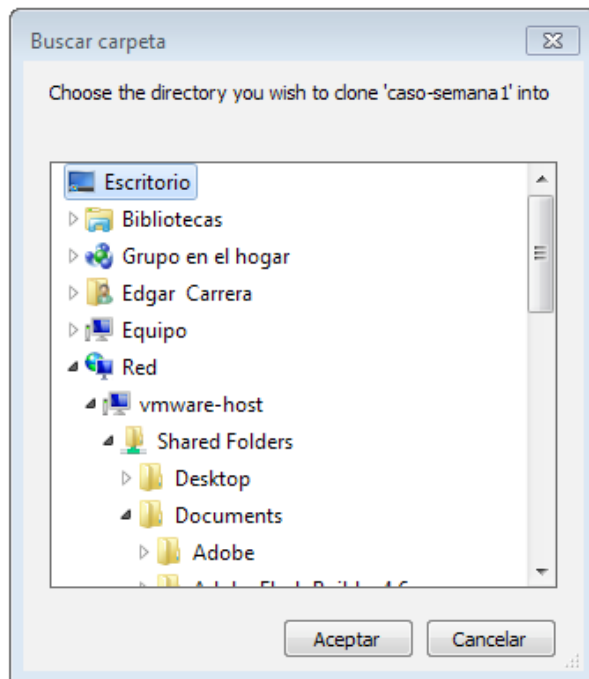 Buscar carpeta
Choose the directory you wish to clone 'caso-semana1' into
Escritorio
Bibliotecas
Grupo en el hogar
Edgar Carrera
Equipo
Red
vmware-host
Shared Folders
Desktop
Documents
Adobe
Aceptar
Cancelar